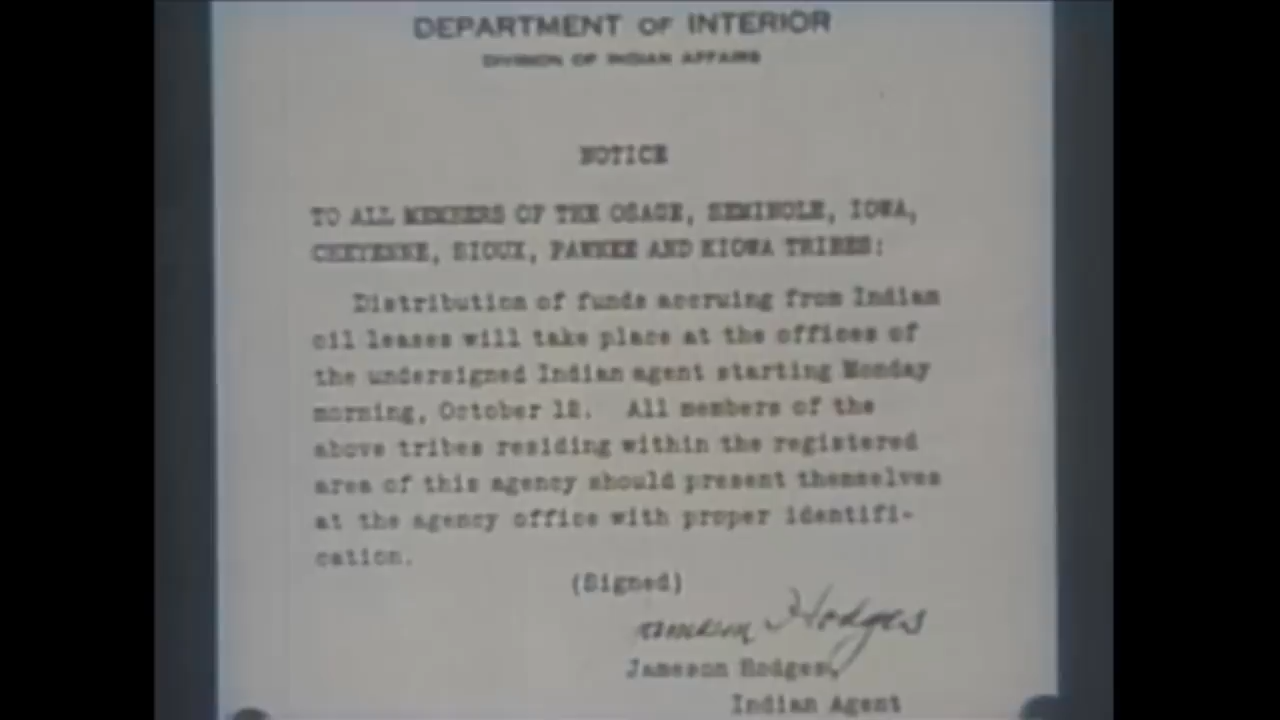 DEPARTMENT OF INTERIOR
DIVISION OF INDIAN AFFAIRS
NOTICE
TO ALL MEMBERS OF THE OSAGE, SEMINOLE, IOWA,
CHEYENNE, SIOUX, PAWNEE AND KIOWA TRIBES:
Distribution of funds accruing from Indian
oil leases will take place at the offices of
the undersigned Indian agent starting Monday
morning, October 12. All members of the
above tribes residing within the registered
area of this agency should present themselves
at the agency office with proper identifi-
cation.
(Signed)
Jameson Hodges
Jameson Hodges,
Indian Agent